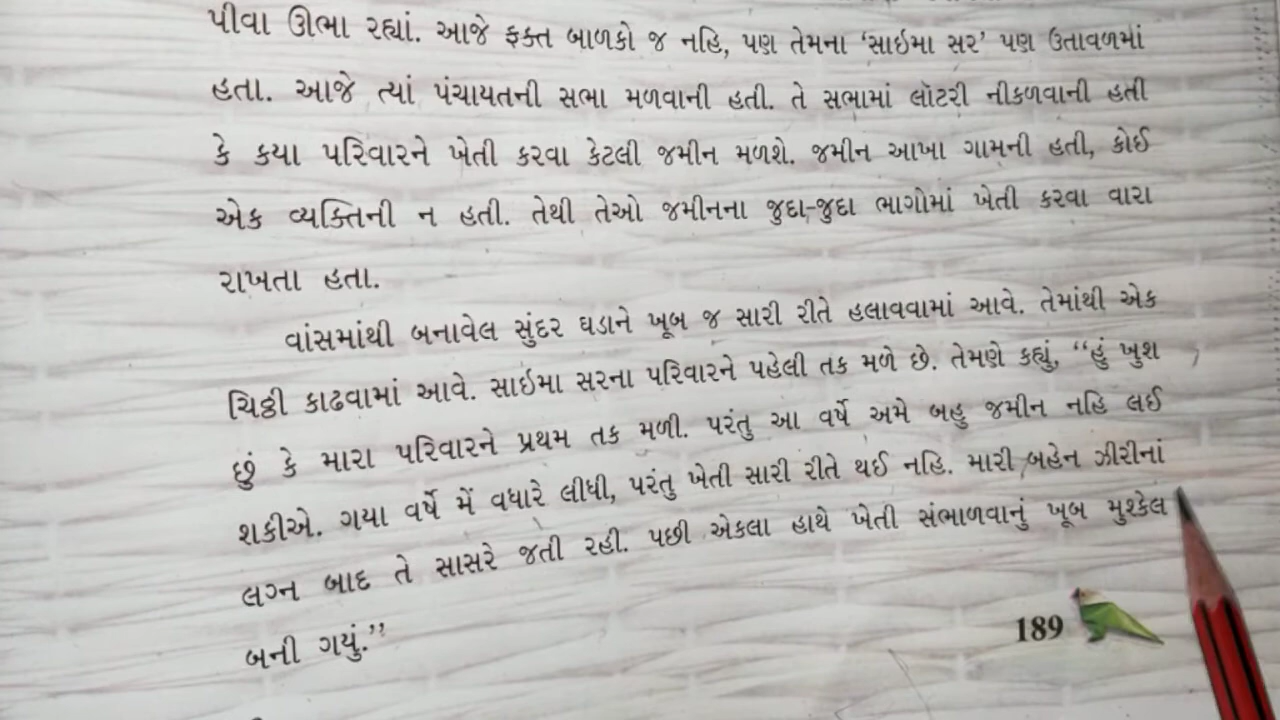 પીવા ઊભા રહ્યાં. આજે ફક્ત બાળકો જ નહિ, પણ તેમના ‘સાઇમા સર’ પણ ઉતાવળમાં
હતા. આજે ત્યાં પંચાયતની સભા મળવાની હતી. તે સભામાં લૉટરી નીકળવાની હતી
કે કયા પરિવારને ખેતી કરવા કેટલી જમીન મળશે. જમીન આખા ગામની હતી, કોઈ
એક વ્યક્તિની ન હતી. તેથી તેઓ જમીનના જુદા-જુદા ભાગોમાં ખેતી કરવા વારા
રાખતા હતા.
વાંસમાંથી બનાવેલ સુંદર ઘડાને ખૂબ જ સારી રીતે હલાવવામાં આવે. તેમાંથી એક
ચિઠ્ઠી કાઢવામાં આવે. સાઇમા સરના પરિવારને પહેલી તક મળે છે. તેમણે કહ્યું, “હું ખુશ
છું કે મારા પરિવારને પ્રથમ તક મળી. પરંતુ આ વર્ષે અમે બહુ જમીન નહિ લઈ
શકીએ. ગયા વર્ષે મેં વધારે લીધી, પરંતુ ખેતી સારી રીતે થઈ નહિ. મારી બહેન ઝીરીનાં
લગ્ન બાદ તે સાસરે જતી રહી. પછી એકલા હાથે ખેતી સંભાળવાનું ખૂબ મુશ્કેલ
બની ગયું.”
189